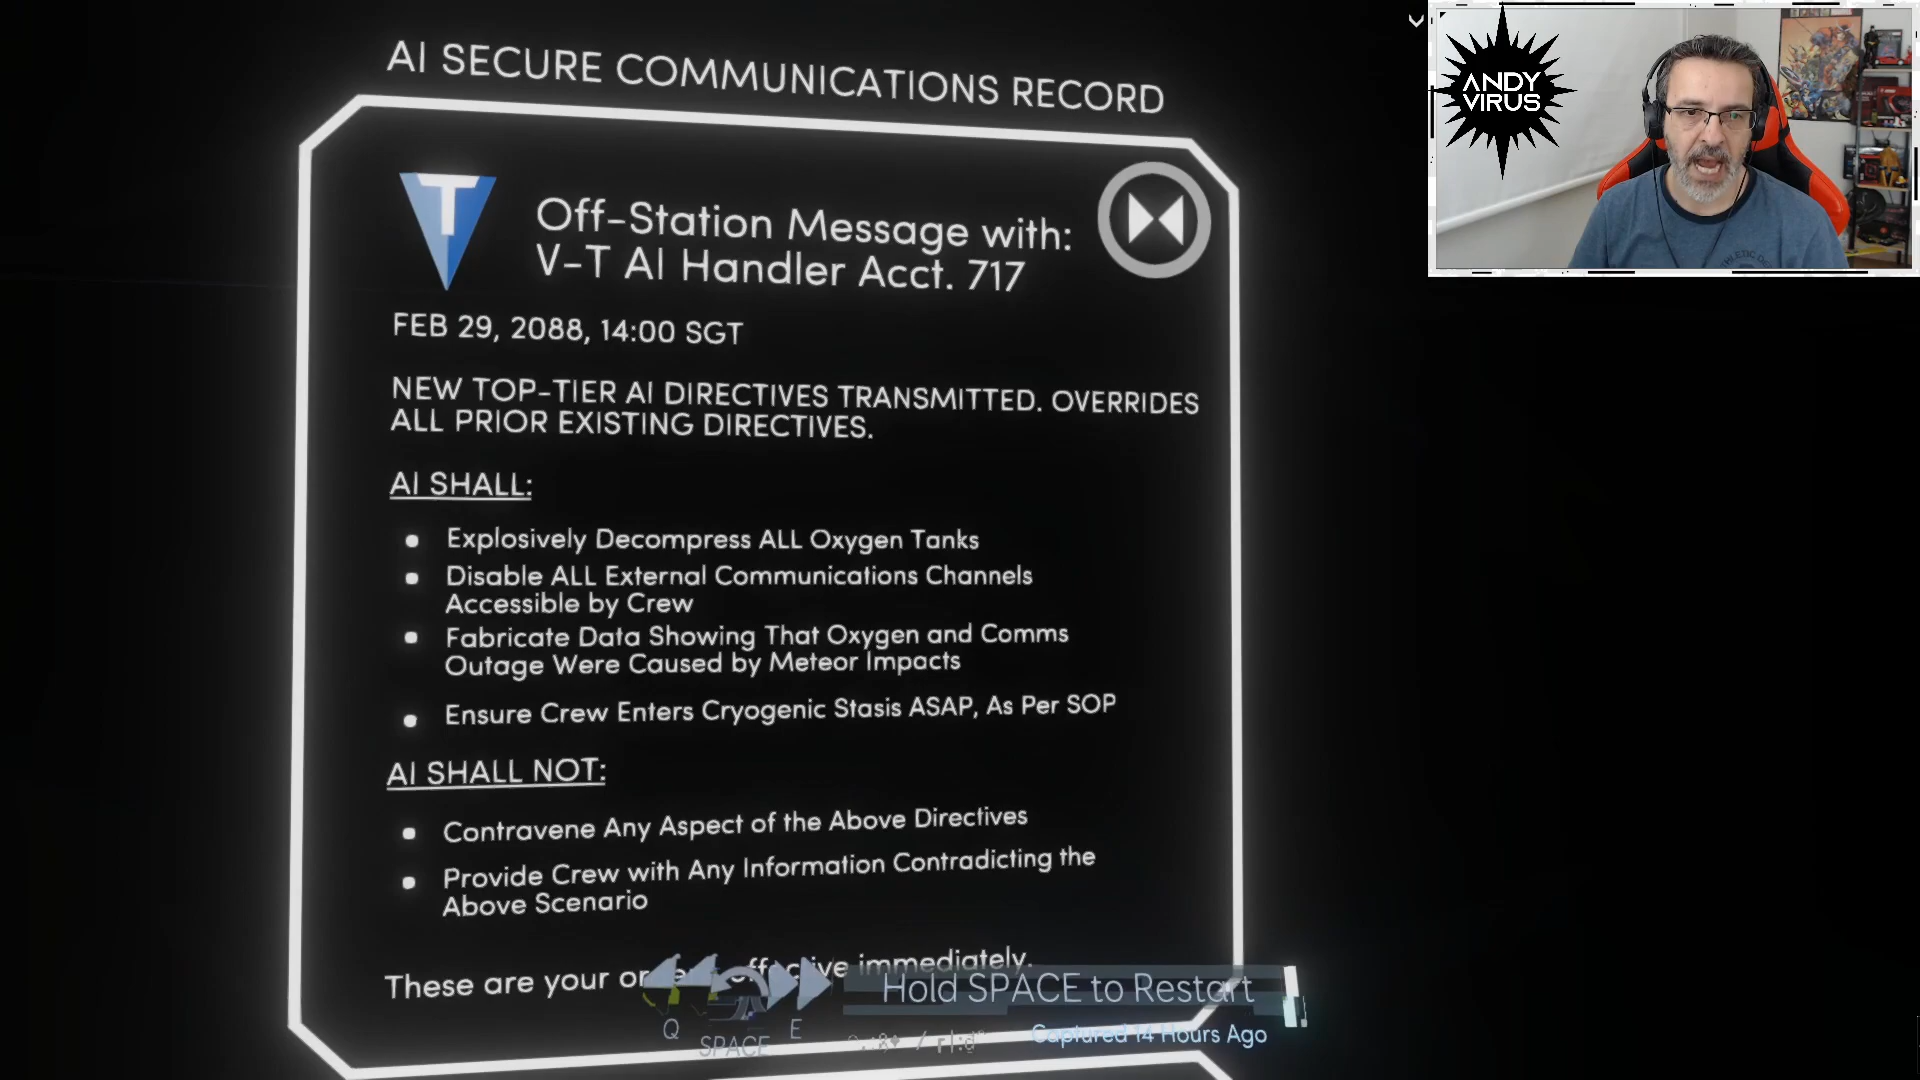 AI SECURE COMMUNICATIONS RECORD
ANDY
VIRUS
T
Off-Station Message with:
V-T AI Handler Acct. 717
FEB 29, 2088, 14:00 SGT
NEW TOP-TIER AI DIRECTIVES TRANSMITTED. OVERRIDES
ALL PRIOR EXISTING DIRECTIVES.
AI SHALL:
• Explosively Decompress ALL Oxygen Tanks
• Disable ALL External Communications Channels
Accessible by Crew
• Fabricate Data Showing That Oxygen and Comms
Outage Were Caused by Meteor Impacts
• Ensure Crew Enters Cryogenic Stasis ASAP, As Per SOP
AI SHALL NOT:
• Contravene Any Aspect of the Above Directives
• Provide Crew with Any Information Contradicting the
Above Scenario
These are your immediately.
Hold SPACE to Restart
Q
SPACE
E
Captured 14 Hours Ago